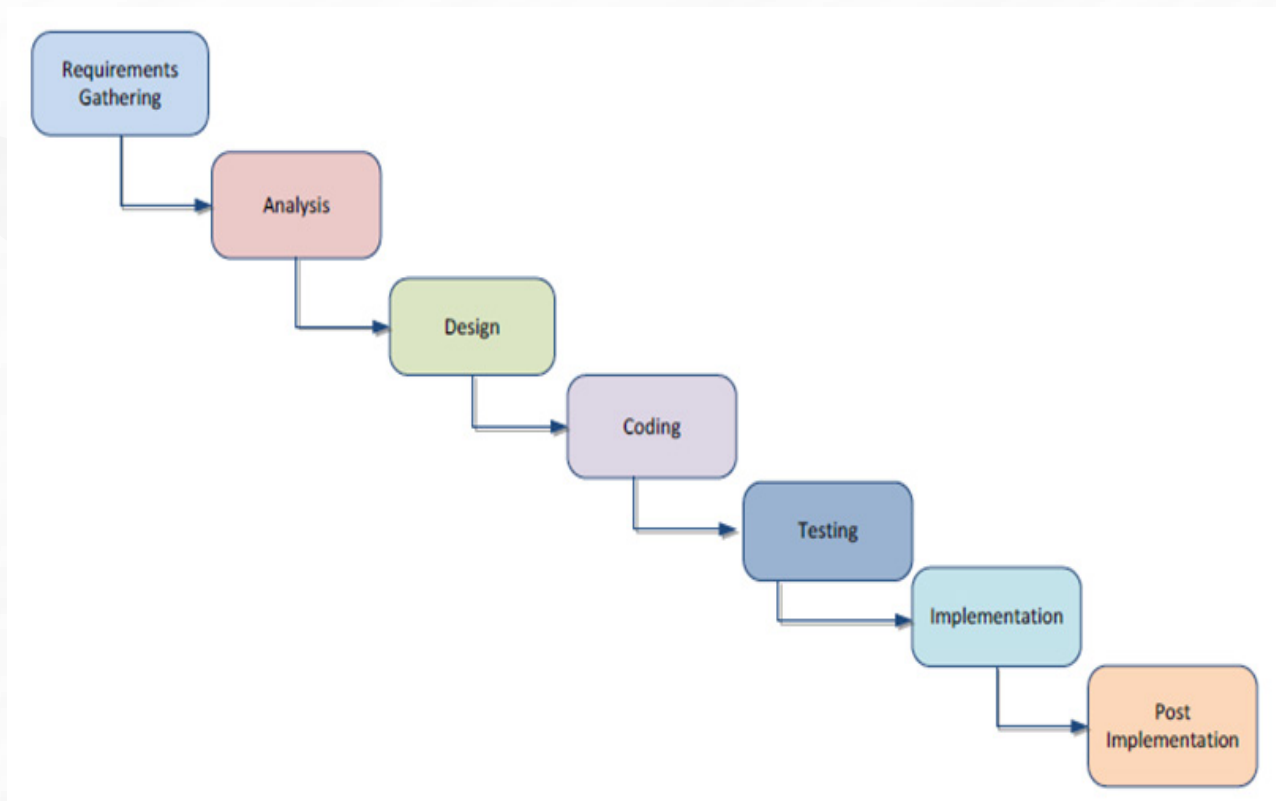 Requirements
Gathering
Analysis
Design
Coding
Testing
Implementation
Post
Implementation